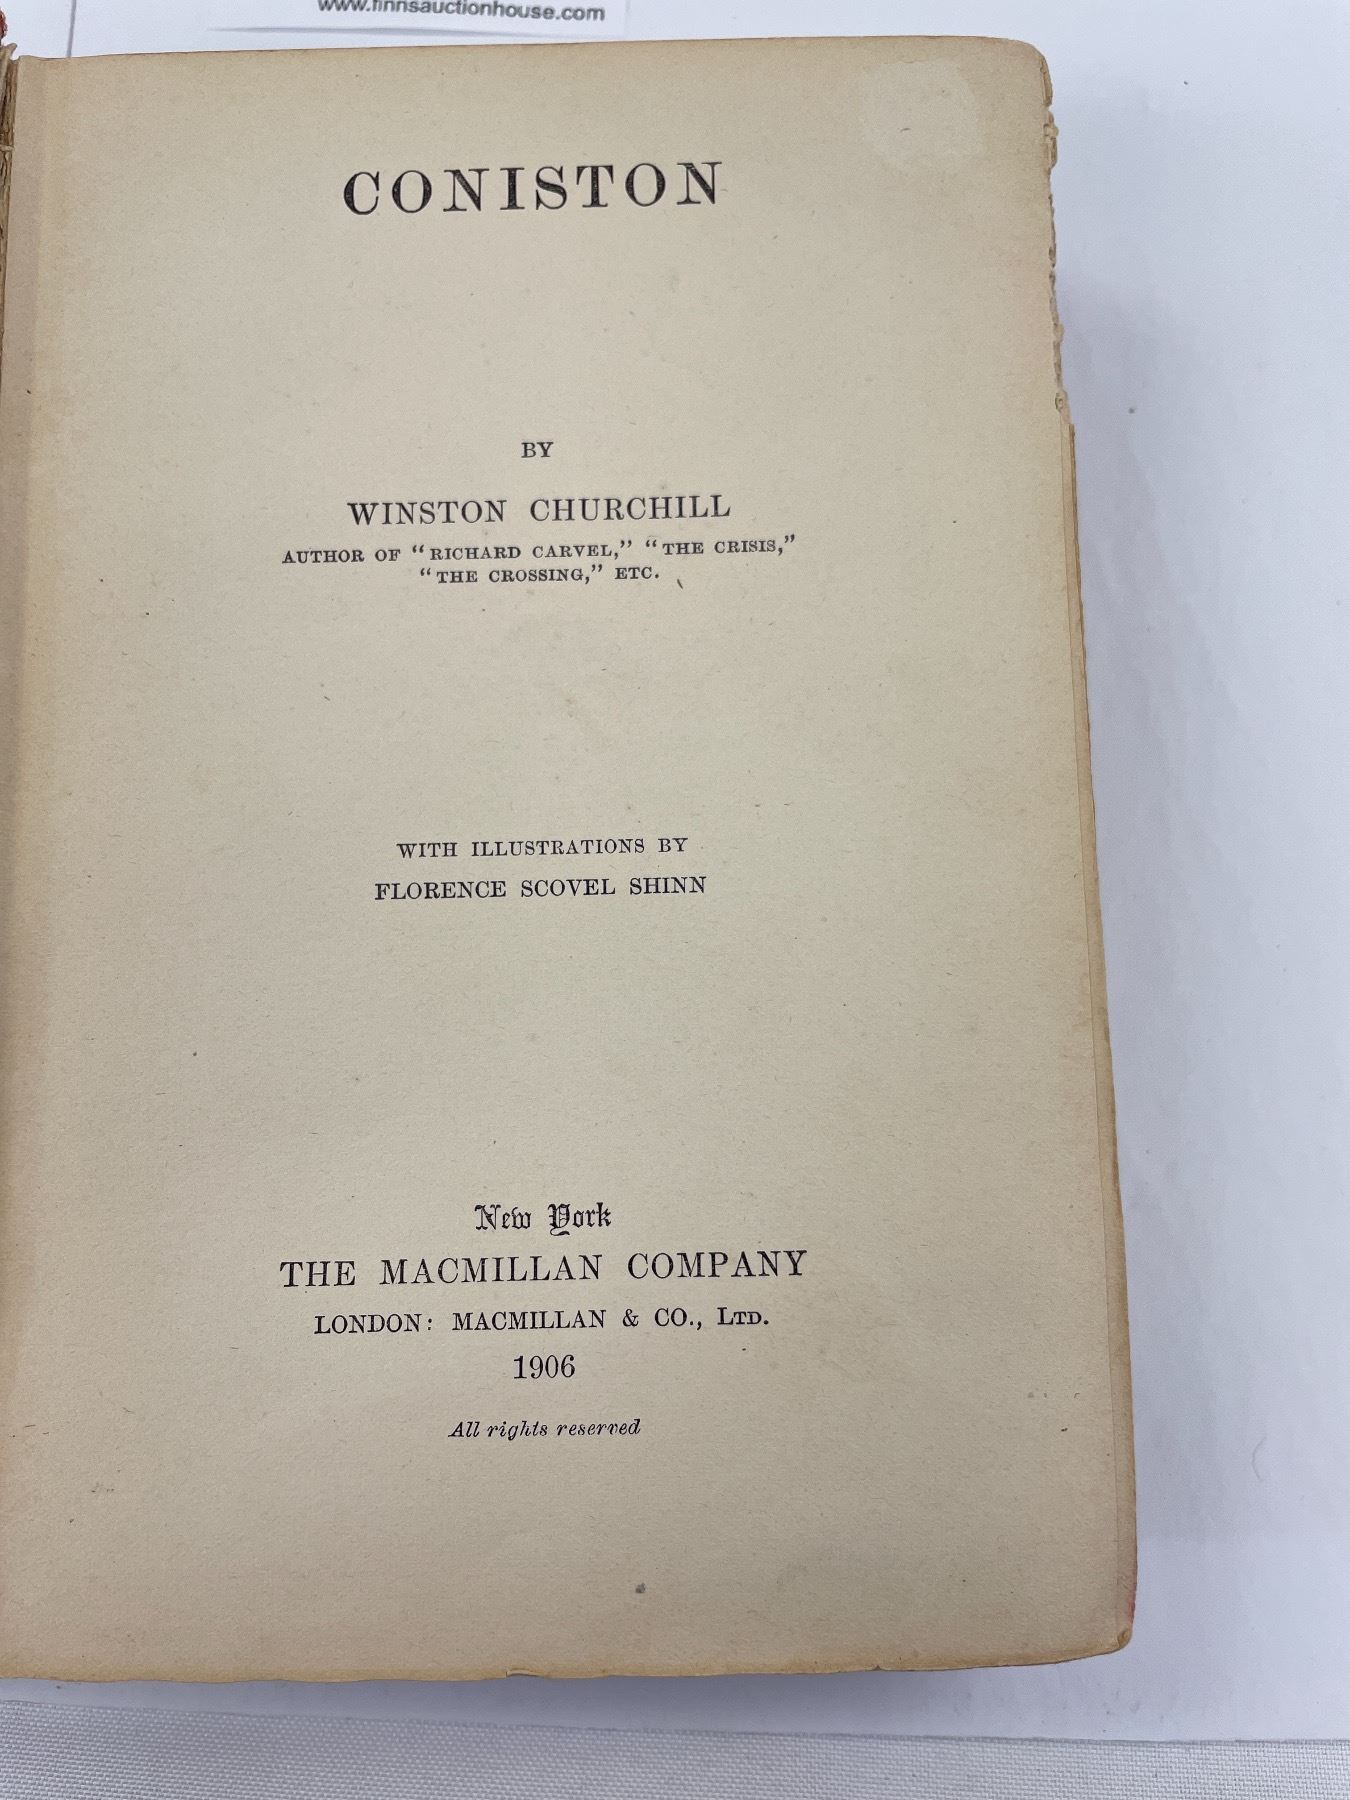 www.finnsauctionhouse.com
CONISTON
BY
WINSTON CHURCHILL
AUTHOR OF “RICHARD CARVEL,” “THE CRISIS,”
“THE CROSSING,” ETC.
WITH ILLUSTRATIONS BY
FLORENCE SCOVEL SHINN
New York
THE MACMILLAN COMPANY
LONDON: MACMILLAN & CO., LTD.
1906
All rights reserved